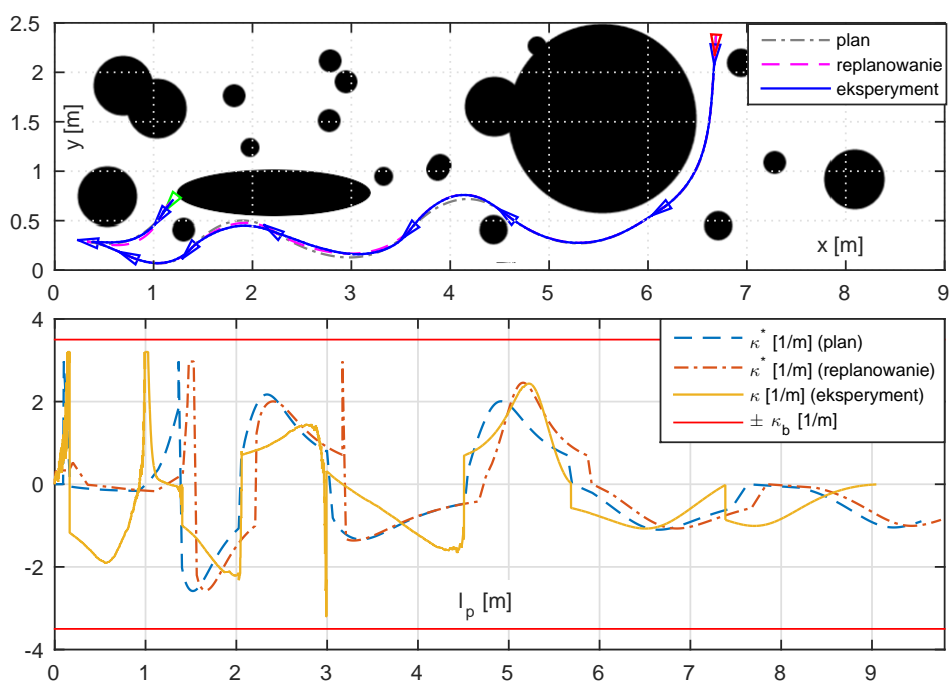 2.5
2
1.5
1
0.5
0
y [m]
plan
replanowanie
eksperyment
x [m]
0 1 2 3 4 5 6 7 8 9
4
2
0
-2
-4
κ* [1/m] (plan)
κ* [1/m] (replanowanie)
κ [1/m] (eksperyment)
± κb [1/m]
lp [m]
0 1 2 3 4 5 6 7 8 9